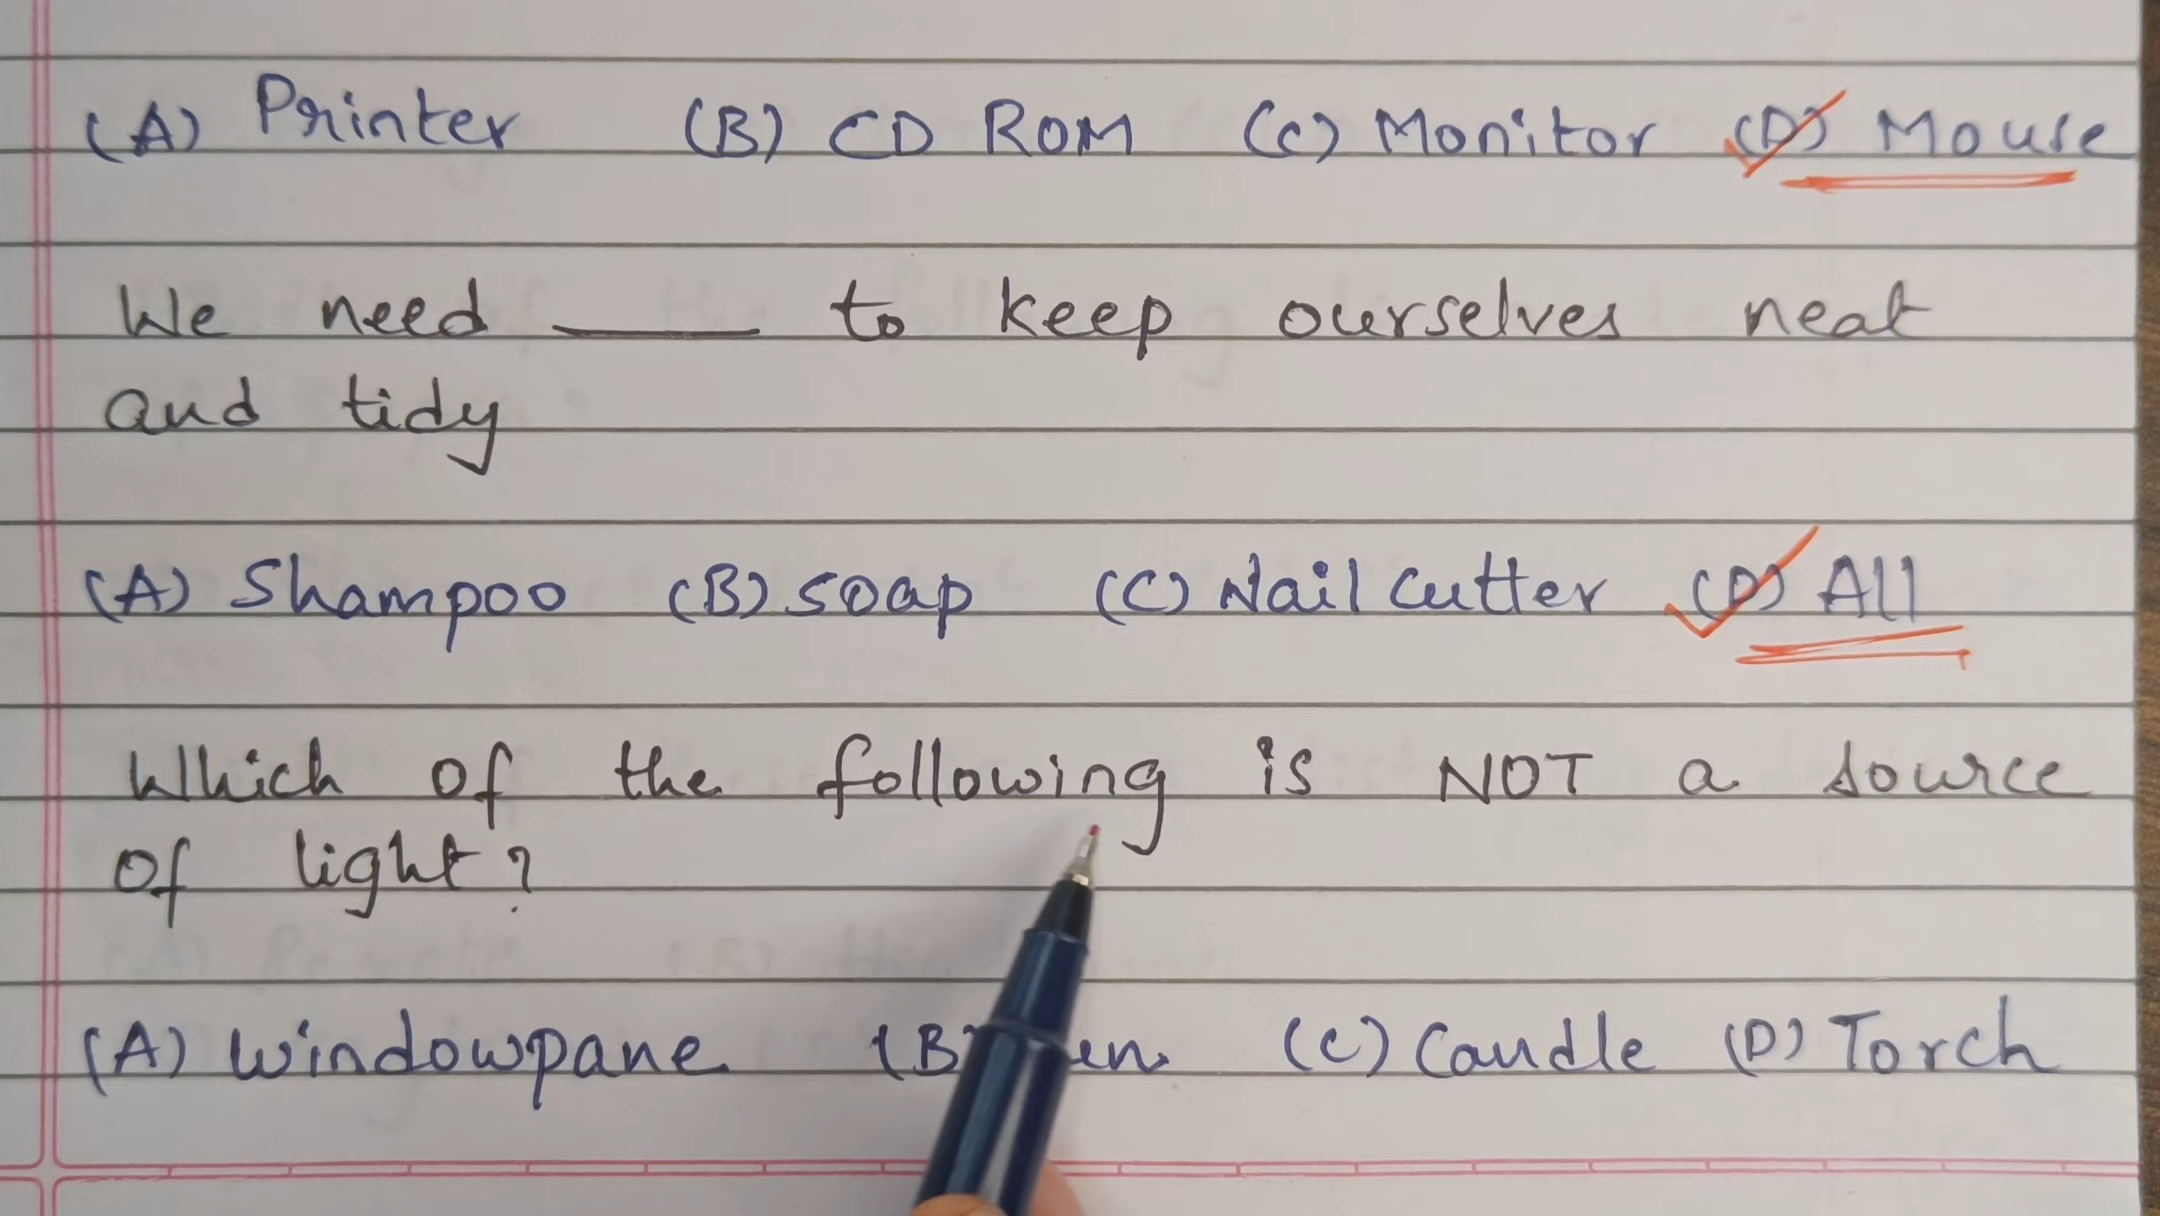 (A) Printer (B) CD ROM (C) Monitor (D) Mouse
We need ____ to keep ourselves neat
and tidy
(A) Shampoo (B) Soap (C) Nail Cutter (D) All
Which of the following is NOT a source
of light?
(A) Windowpane (B) (C) Candle (D) Torch